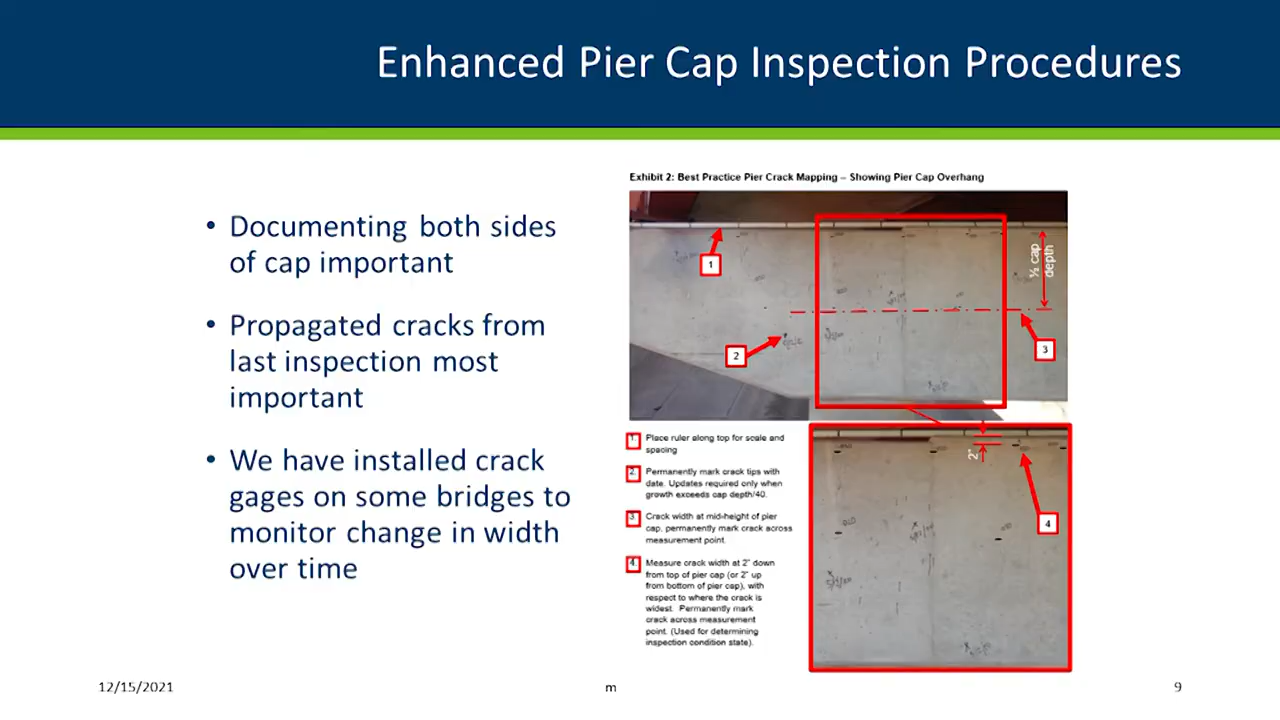 Enhanced Pier Cap Inspection Procedures
• Documenting both sides
of cap important
• Propagated cracks from
last inspection most
important
• We have installed crack
gages on some bridges to
monitor change in width
over time
Exhibit 2: Best Practice Pier Crack Mapping – Showing Pier Cap Overhang
1
2
3
½ cap
depth
1. Place ruler along top for scale and
spacing
2. Permanently mark crack tips with
date. Updates required only when
growth exceeds cap depth/40.
3. Crack width at mid-height of pier
cap, permanently mark crack across
measurement point.
4. Measure crack width at 2" down
from top of pier cap (or 2" up
from bottom of pier cap), with
respect to where the crack is
widest. Permanently mark
crack across measurement
point. (Used for determining
inspection condition state).
2"
4
12/15/2021
m
9